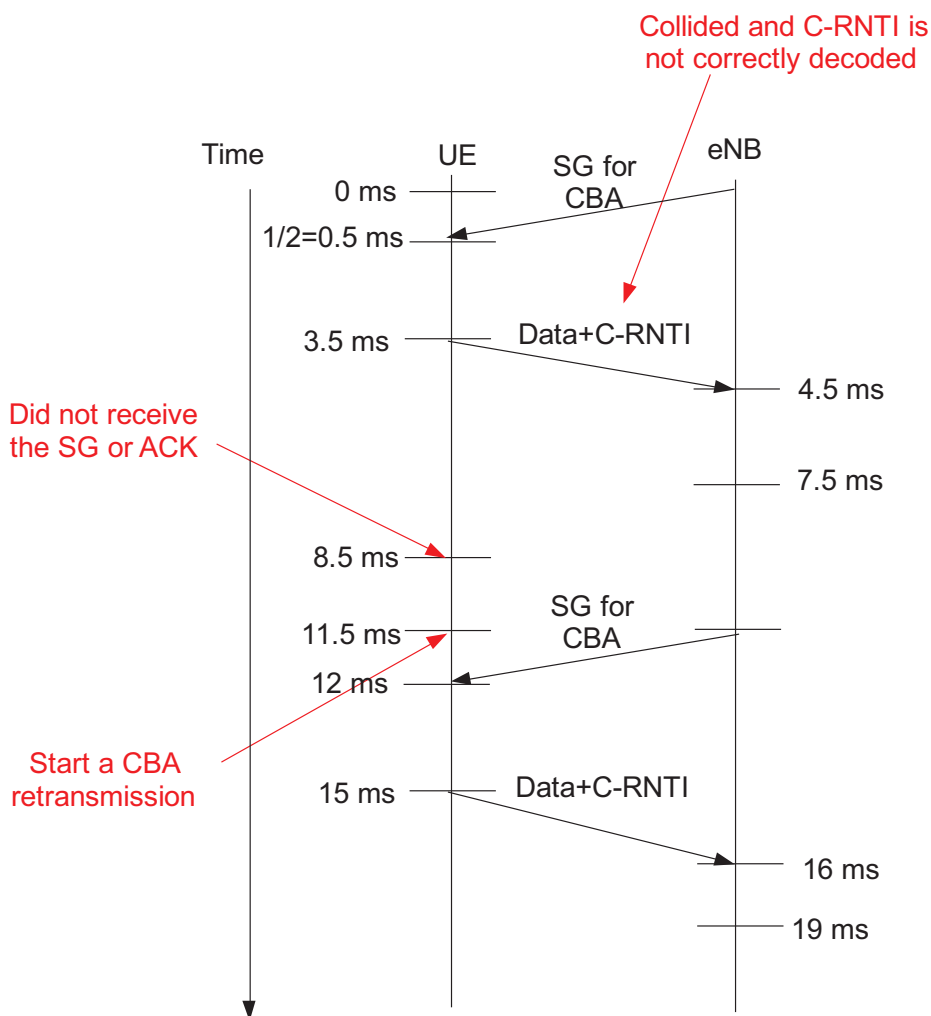 Collided and C-RNTI is
not correctly decoded
Time
UE
eNB
SG for
CBA
0 ms
1/2=0.5 ms
3.5 ms
Data+C-RNTI
4.5 ms
Did not receive
the SG or ACK
7.5 ms
8.5 ms
SG for
CBA
11.5 ms
12 ms
Start a CBA
retransmission
15 ms
Data+C-RNTI
16 ms
19 ms